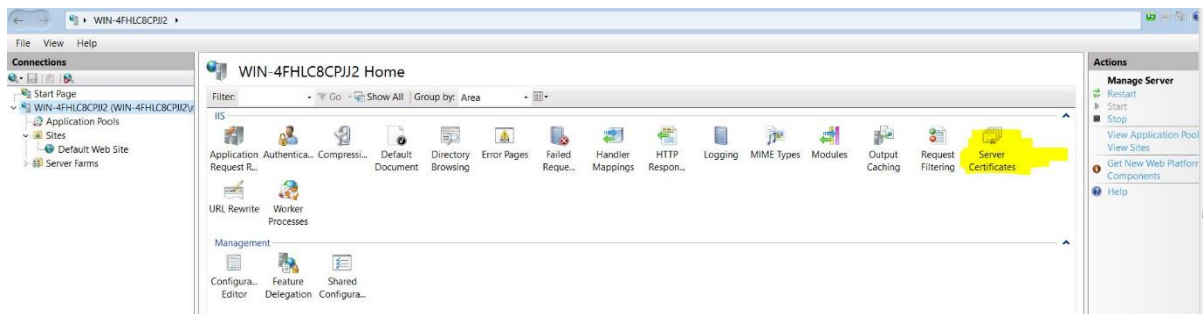 WIN-4FHLC8CPJJ2
File View Help
Connections
Start Page
WIN-4FHLC8CPJJ2 (WIN-4FHLC8CPJJ2\r
Application Pools
Sites
Default Web Site
Server Farms
WIN-4FHLC8CPJJ2 Home
Filter: Go Show All Group by: Area
IIS
Application Request R...
Authentica...
Compressi...
Default Document
Directory Browsing
Error Pages
Failed Reque...
Handler Mappings
HTTP Respon...
Logging
MIME Types
Modules
Output Caching
Request Filtering
Server Certificates
URL Rewrite
Worker Processes
Management
Configura... Editor
Feature Delegation
Shared Configura...
Actions
Manage Server
Restart
Start
Stop
View Application Pool
View Sites
Get New Web Platform
Components
Help